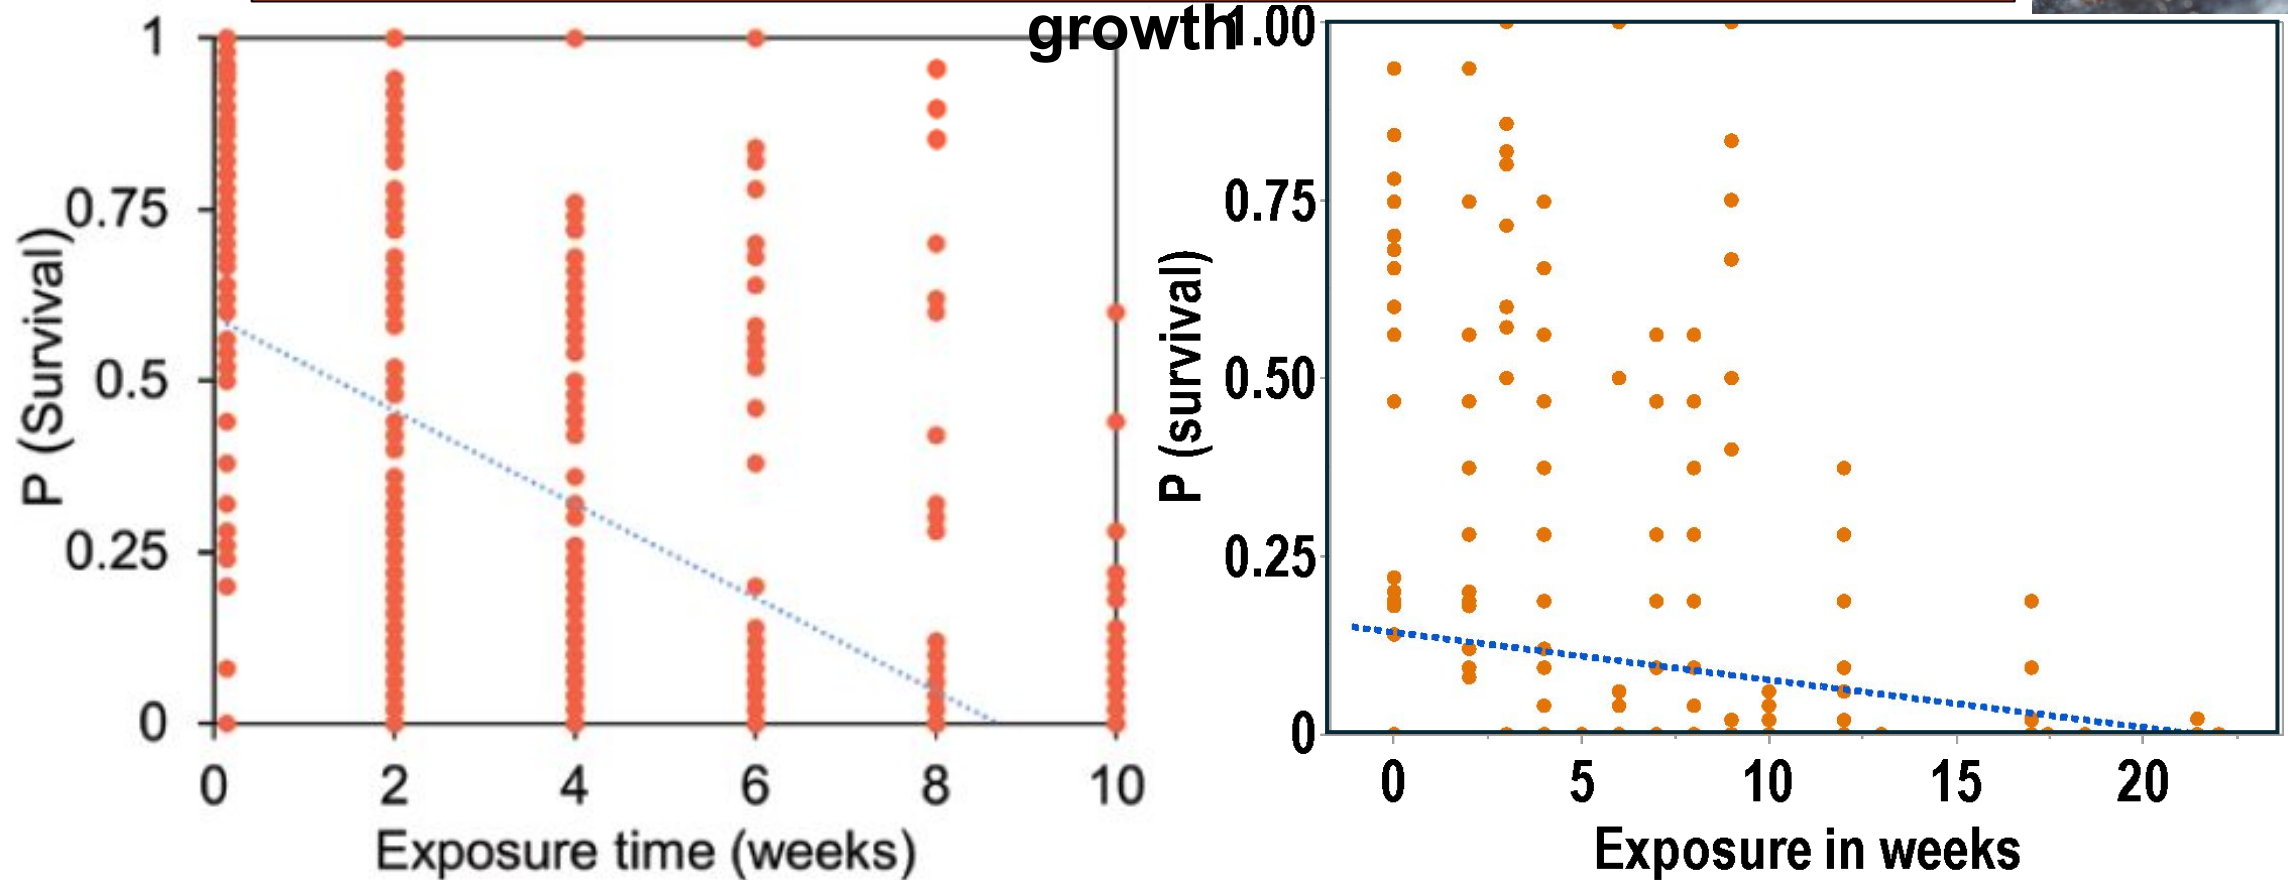 growth
1
0.75
0.5
0.25
0
P (Survival)
0 2 4 6 8 10
Exposure time (weeks)
1.00
0.75
0.50
0.25
0
P (survival)
0 5 10 15 20
Exposure in weeks